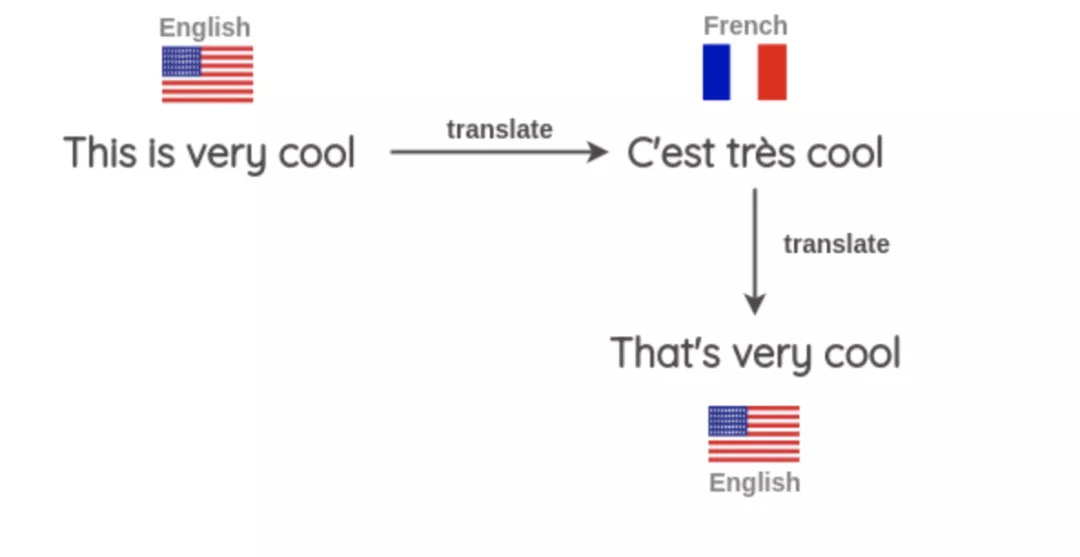 English
French
translate
This is very cool
C'est très cool
translate
That's very cool
English